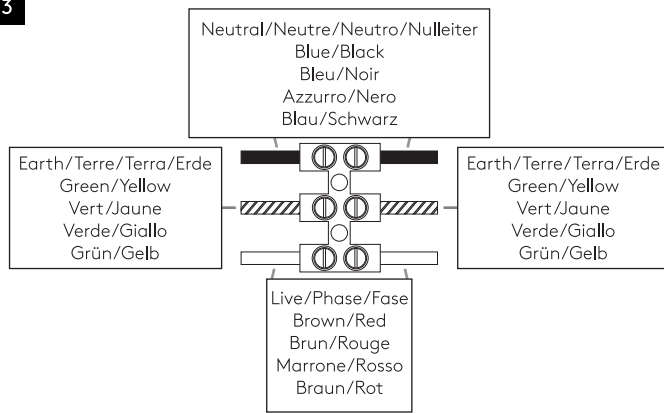 3
Neutral/Neutre/Neutro/Nulleiter
Blue/Black
Bleu/Noir
Azzurro/Nero
Blau/Schwarz
Earth/Terre/Terra/Erde
Green/Yellow
Vert/Jaune
Verde/Giallo
Grün/Gelb
Earth/Terre/Terra/Erde
Green/Yellow
Vert/Jaune
Verde/Giallo
Grün/Gelb
Live/Phase/Fase
Brown/Red
Brun/Rouge
Marrone/Rosso
Braun/Rot